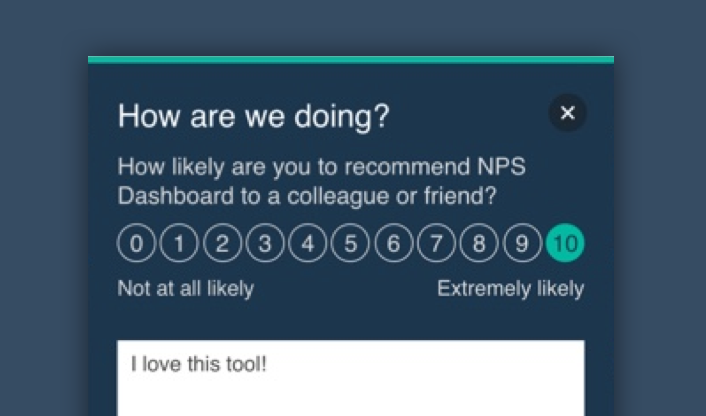 How are we doing?
How likely are you to recommend NPS
Dashboard to a colleague or friend?
0 1 2 3 4 5 6 7 8 9 10
Not at all likely Extremely likely
I love this tool!